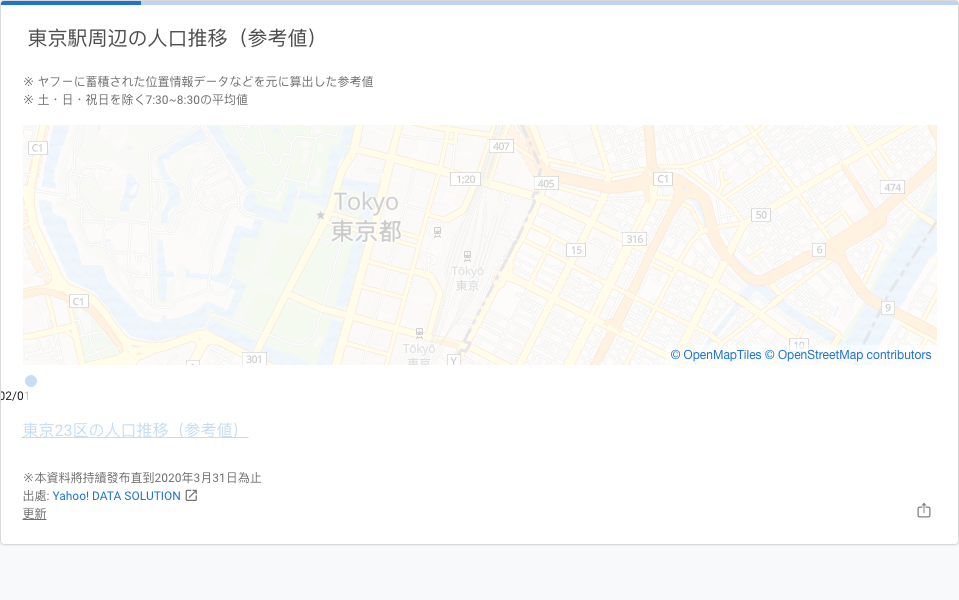 東京駅周辺の人口推移（参考値）
※ ヤフーに蓄積された位置情報データなどを元に算出した参考値
※ 土・日・祝日を除く7:30~8:30の平均値
C1
407
1;20
405
C1
474
Tokyo
東京都
50
316
15
6
Tōkyō
東京
C1
9
10
301
Tōkyō
東京
Y
© OpenMapTiles © OpenStreetMap contributors
02/01
東京23区の人口推移（参考値）
※本資料將持續發布直到2020年3月31日為止
出處: Yahoo! DATA SOLUTION
更新